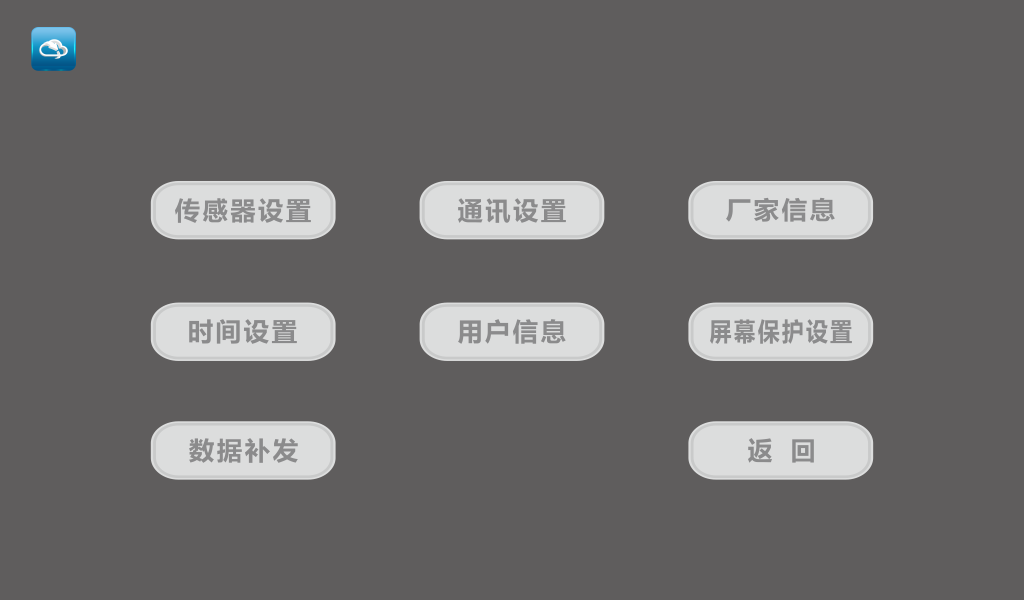 传感器设置
通讯设置
厂家信息
时间设置
用户信息
屏幕保护设置
数据补发
返 回